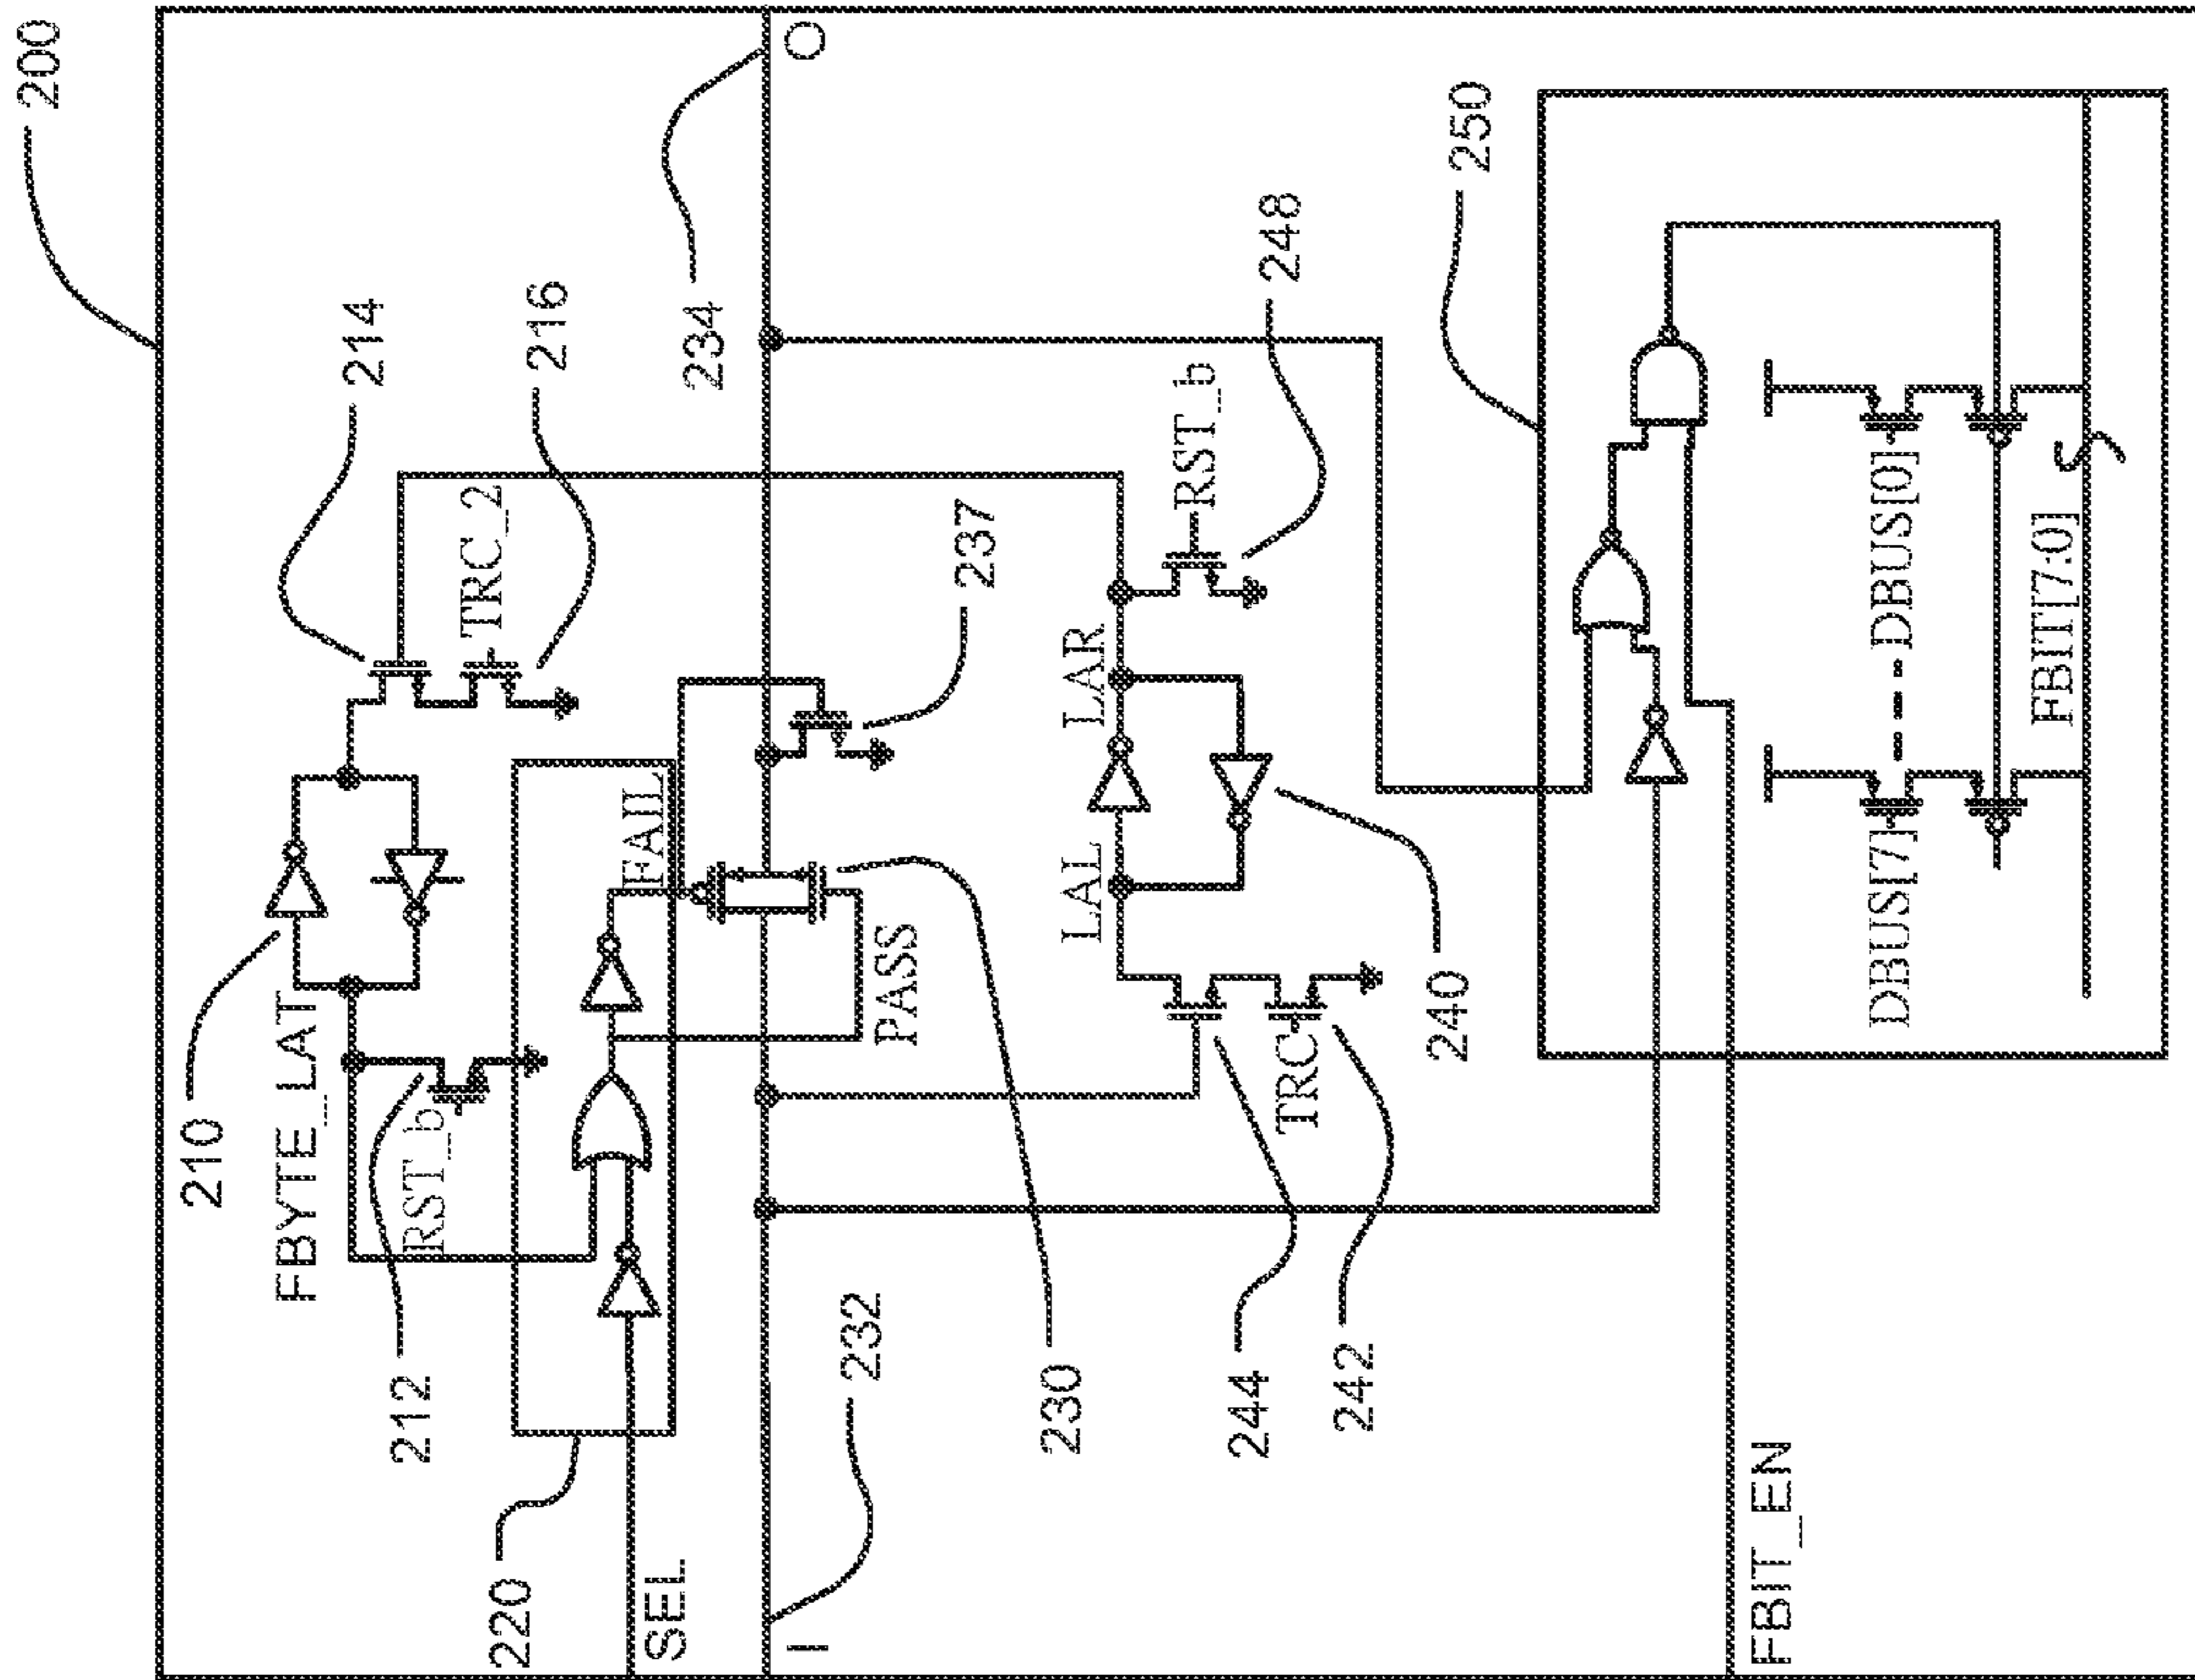 200
214
216
TRC_2
210
FBYTE_LAT
212
RST_b
220
SEL
FAIL
237
234
O
I
232
PASS
230
LAL
LAR
RST_b
248
240
TRC
244
242
250
DBUS[7]
DBUS[0]
FBIT[7:0]
FBIT_EN